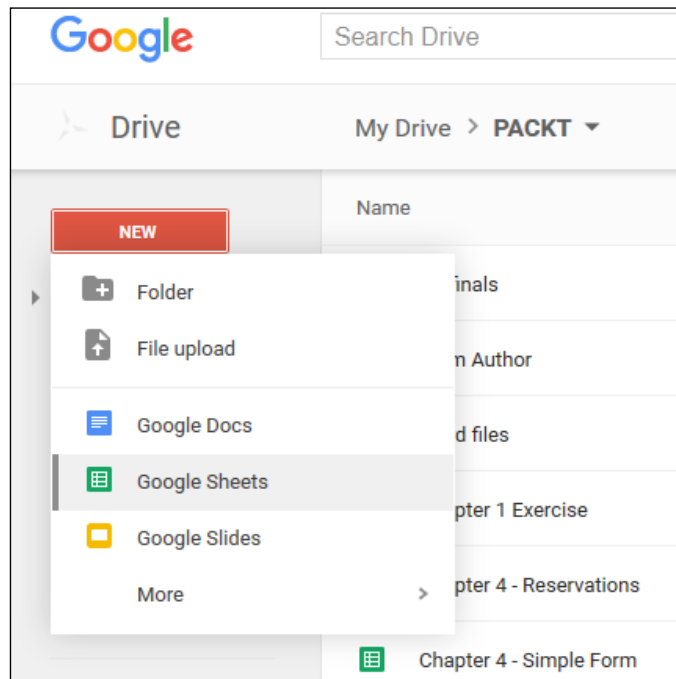 Google
Search Drive
Drive
My Drive > PACKT
NEW
Name
Folder
inals
File upload
Author
Google Docs
d files
Google Sheets
pter 1 Exercise
Google Slides
More >
pter 4 - Reservations
Chapter 4 - Simple Form